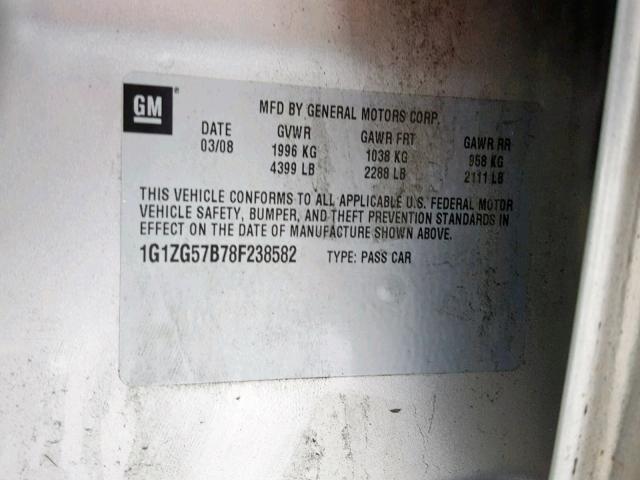 GM ®
MFD BY GENERAL MOTORS CORP.
DATE GVWR GAWR FRT GAWR RR
03/08 1996 KG 1038 KG 958 KG
4399 LB 2288 LB 2111 LB
THIS VEHICLE CONFORMS TO ALL APPLICABLE U.S. FEDERAL MOTOR
VEHICLE SAFETY, BUMPER, AND THEFT PREVENTION STANDARDS IN
EFFECT ON THE DATE OF MANUFACTURE SHOWN ABOVE.
1G1ZG57B78F238582 TYPE: PASS CAR